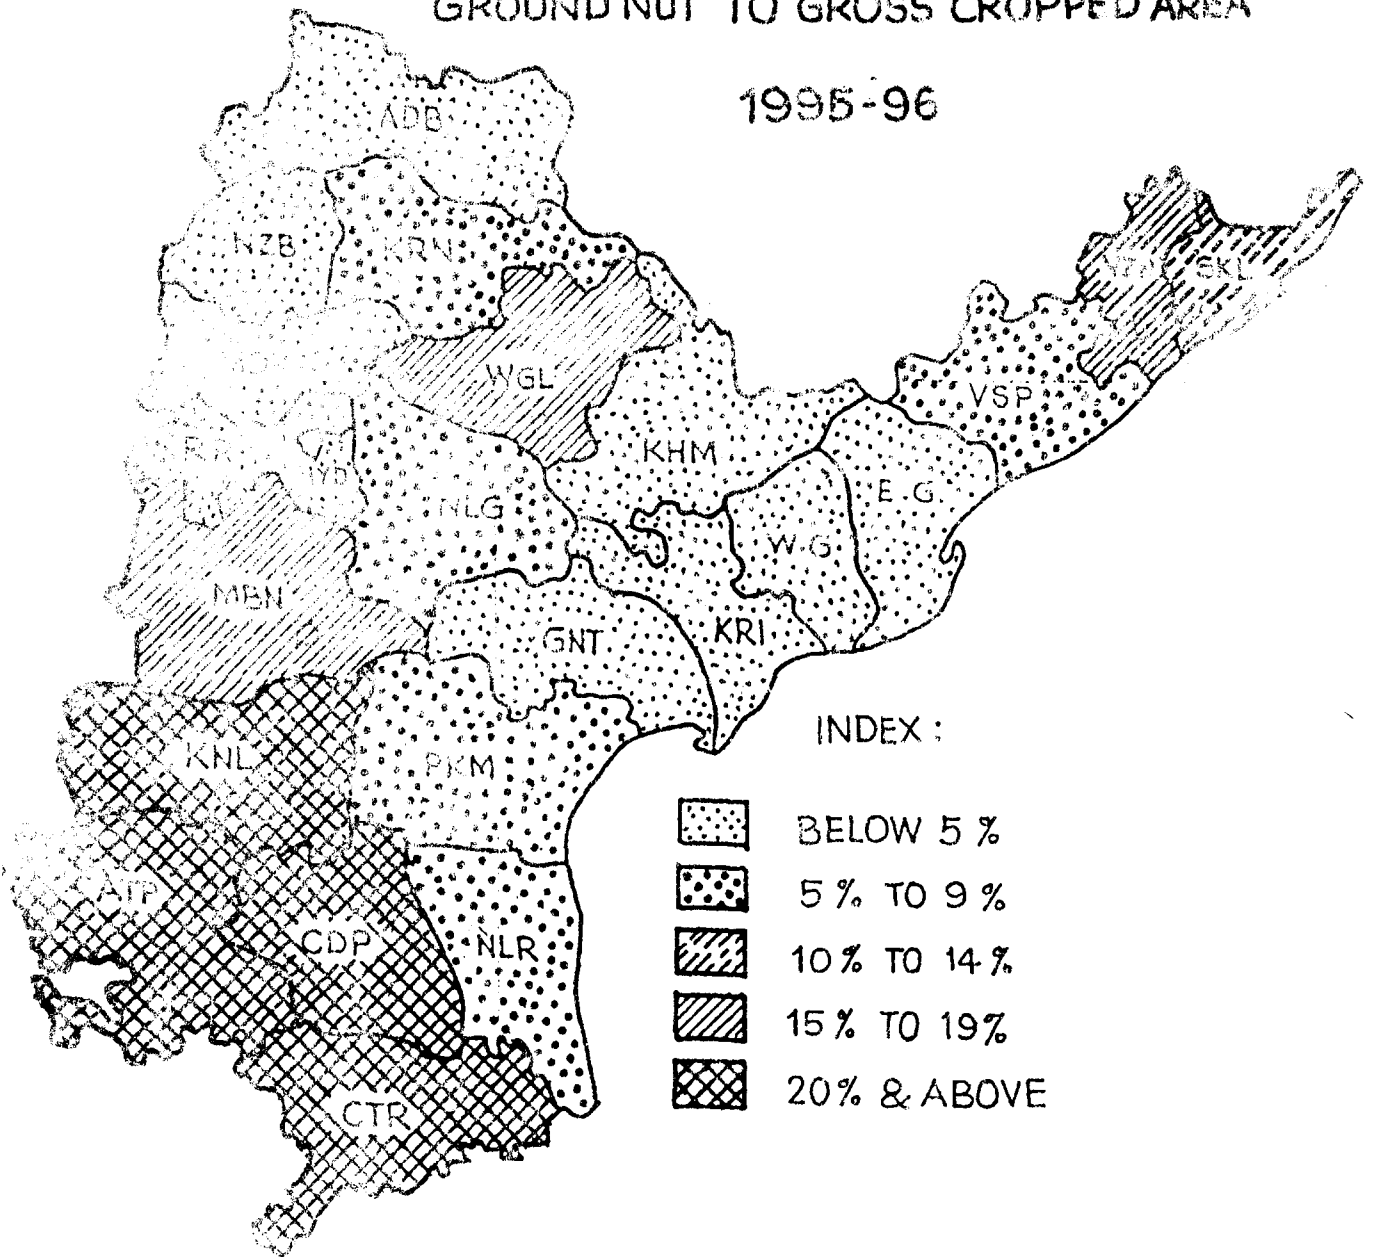 GROUND NUT TO GROSS CROPPED AREA
1995-96
ADB
NZB
KRN
SKL
WGL
VSP
KHM
E.G.
NLG
W.G.
MBN
GNT
KRI
INDEX :
KNL
PKM
BELOW 5 %
5 % TO 9 %
ATP
CDP
NLR
10 % TO 14 %
15 % TO 19 %
20 % & ABOVE
CTR